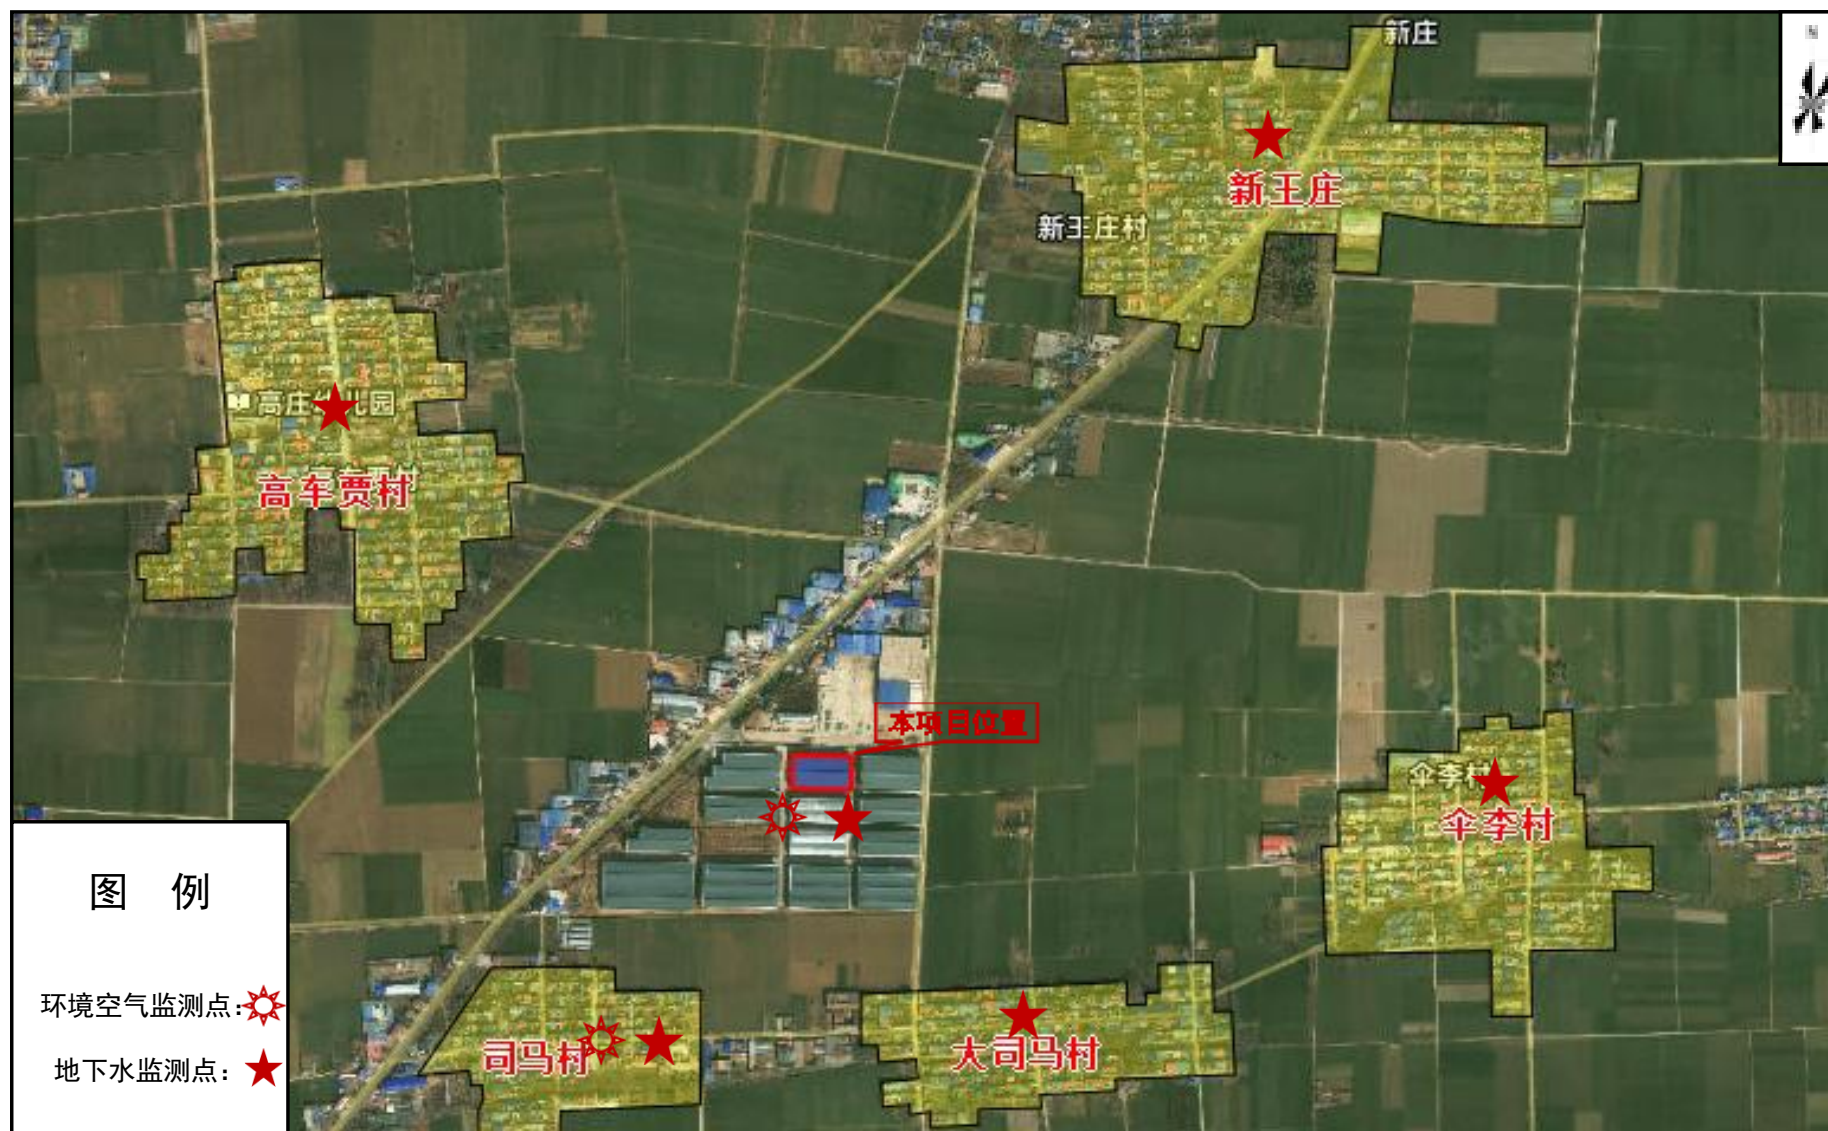 新庄
N
新王庄
新王庄村
高庄幼儿园
高车贾村
本项目位置
伞李村
伞李村
图 例
环境空气监测点：
地下水监测点：
司马村
大司马村